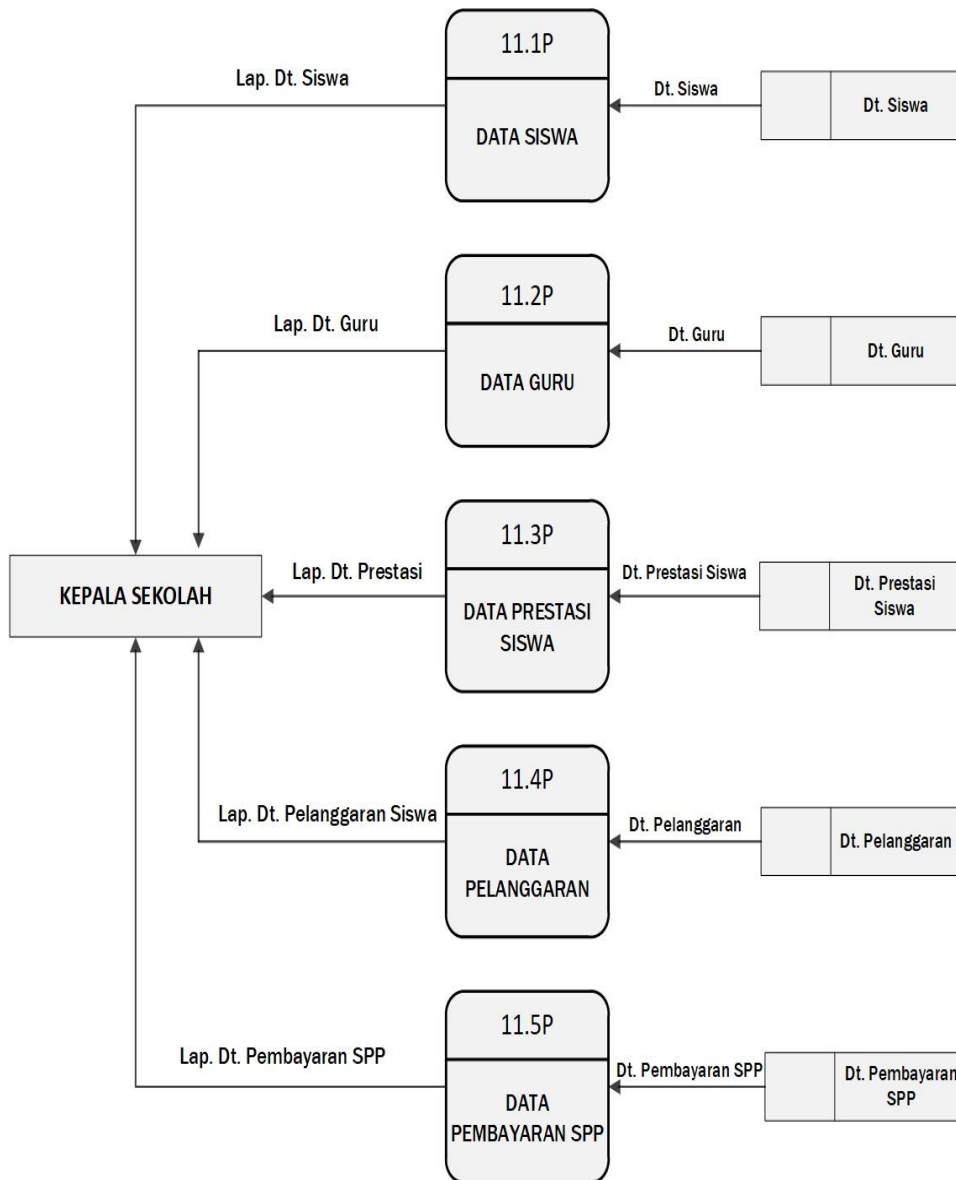 11.1P
Lap. Dt. Siswa
DATA SISWA
Dt. Siswa
Dt. Siswa
11.2P
Lap. Dt. Guru
DATA GURU
Dt. Guru
Dt. Guru
11.3P
KEPALA SEKOLAH
Lap. Dt. Prestasi
DATA PRESTASI
SISWA
Dt. Prestasi Siswa
Dt. Prestasi
Siswa
11.4P
Lap. Dt. Pelanggaran Siswa
DATA
PELANGGARAN
Dt. Pelanggaran
Dt. Pelanggaran
11.5P
Lap. Dt. Pembayaran SPP
DATA
PEMBAYARAN SPP
Dt. Pembayaran SPP
Dt. Pembayaran
SPP